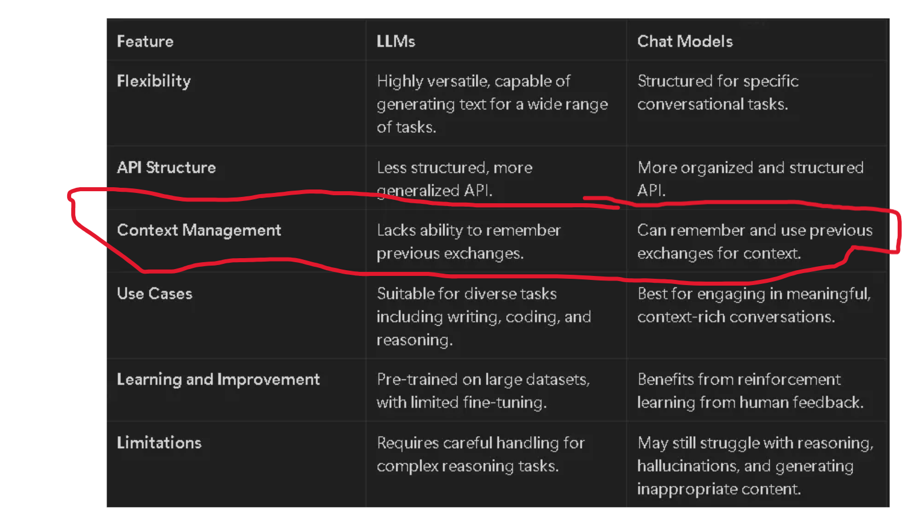 Feature LLMs Chat Models
Flexibility Highly versatile, capable of Structured for specific
generating text for a wide range conversational tasks.
of tasks.
API Structure Less structured, more More organized and structured
generalized API. API.
Context Management Lacks ability to remember Can remember and use previous
previous exchanges. exchanges for context.
Use Cases Suitable for diverse tasks Best for engaging in meaningful,
including writing, coding, and context-rich conversations.
reasoning.
Learning and Improvement Pre-trained on large datasets, Benefits from reinforcement
with limited fine-tuning. learning from human feedback.
Limitations Requires careful handling for May still struggle with reasoning,
complex reasoning tasks. hallucinations, and generating
inappropriate content.